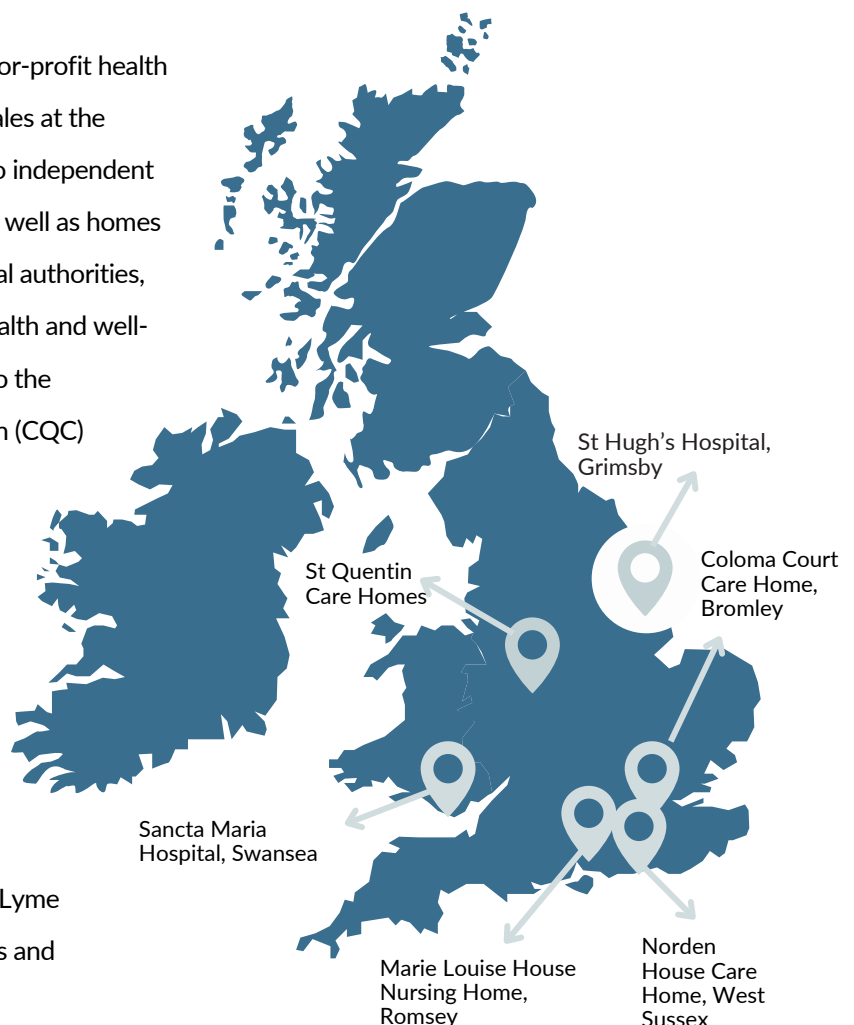 or-profit health
ales at the
o independent
well as homes
al authorities,
alth and well-
o the
n (CQC)
St Hugh’s Hospital,
Grimsby
Coloma Court
Care Home,
Bromley
St Quentin
Care Homes
Sancta Maria
Hospital, Swansea
Lyme
s and
Marie Louise House
Nursing Home,
Romsey
Norden
House Care
Home, West
Sussex